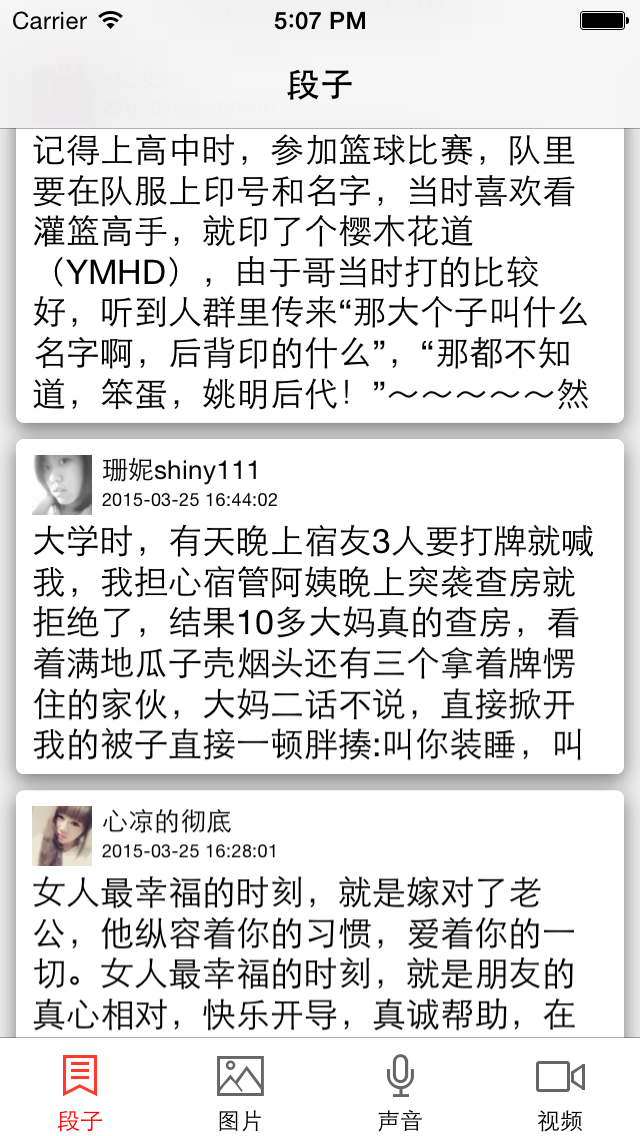 Carrier 5:07 PM
段子
记得上高中时，参加篮球比赛，队里
要在队服上印号和名字，当时喜欢看
灌篮高手，就印了个樱木花道
（YMHD），由于哥当时打的比较
好，听到人群里传来“那大个子叫什么
名字啊，后背印的什么”，“那都不知
道，笨蛋，姚明后代！”～～～～～然
珊妮shiny111
2015-03-25 16:44:02
大学时，有天晚上宿友3人要打牌就喊
我，我担心宿管阿姨晚上突袭查房就
拒绝了，结果10多大妈真的查房，看
着满地瓜子壳烟头还有三个拿着牌愣
住的家伙，大妈二话不说，直接掀开
我的被子直接一顿胖揍:叫你装睡，叫
心凉的彻底
2015-03-25 16:28:01
女人最幸福的时刻，就是嫁对了老
公，他纵容着你的习惯，爱着你的一
切。女人最幸福的时刻，就是朋友的
真心相对，快乐开导，真诚帮助，在
段子 图片 声音 视频